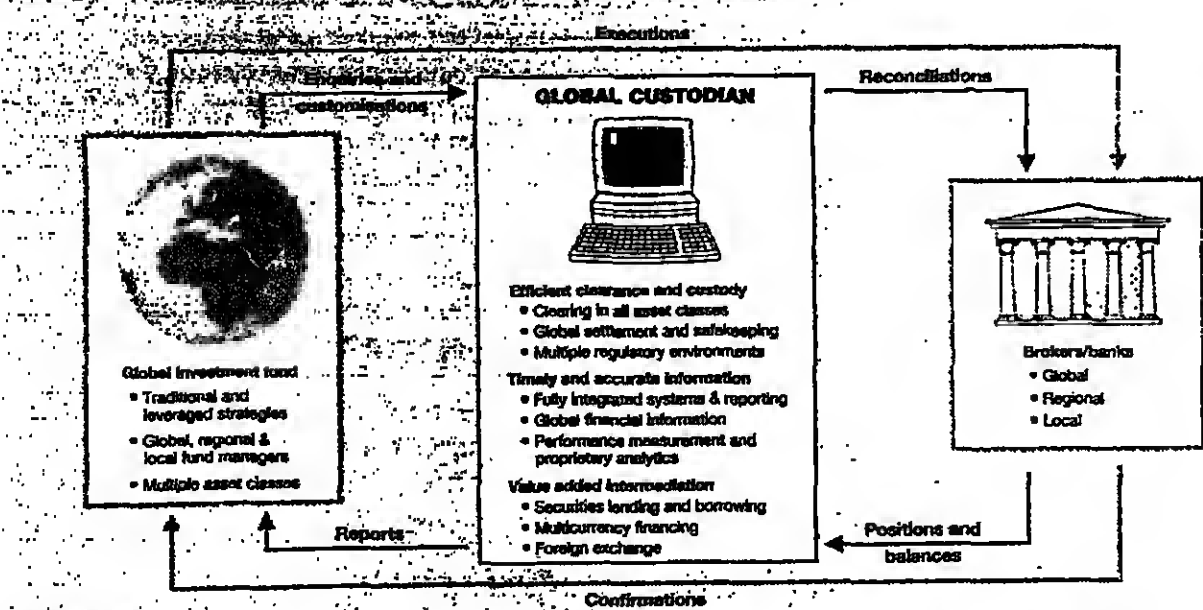 Executions
Enquiries and
customisations
GLOBAL CUSTODIAN
Reconciliations
Efficient clearance and custody
• Clearing in all asset classes
• Global settlement and safekeeping
• Multiple regulatory environments
Timely and accurate information
• Fully integrated systems & reporting
• Global financial information
• Performance measurement and
proprietary analytics
Value added intermediation
• Securities lending and borrowing
• Multicurrency financing
• Foreign exchange
Global investment fund
• Traditional and
leveraged strategies
• Global, regional &
local fund managers
• Multiple asset classes
Brokers/banks
• Global
• Regional
• Local
Reports
Positions and
balances
Confirmations